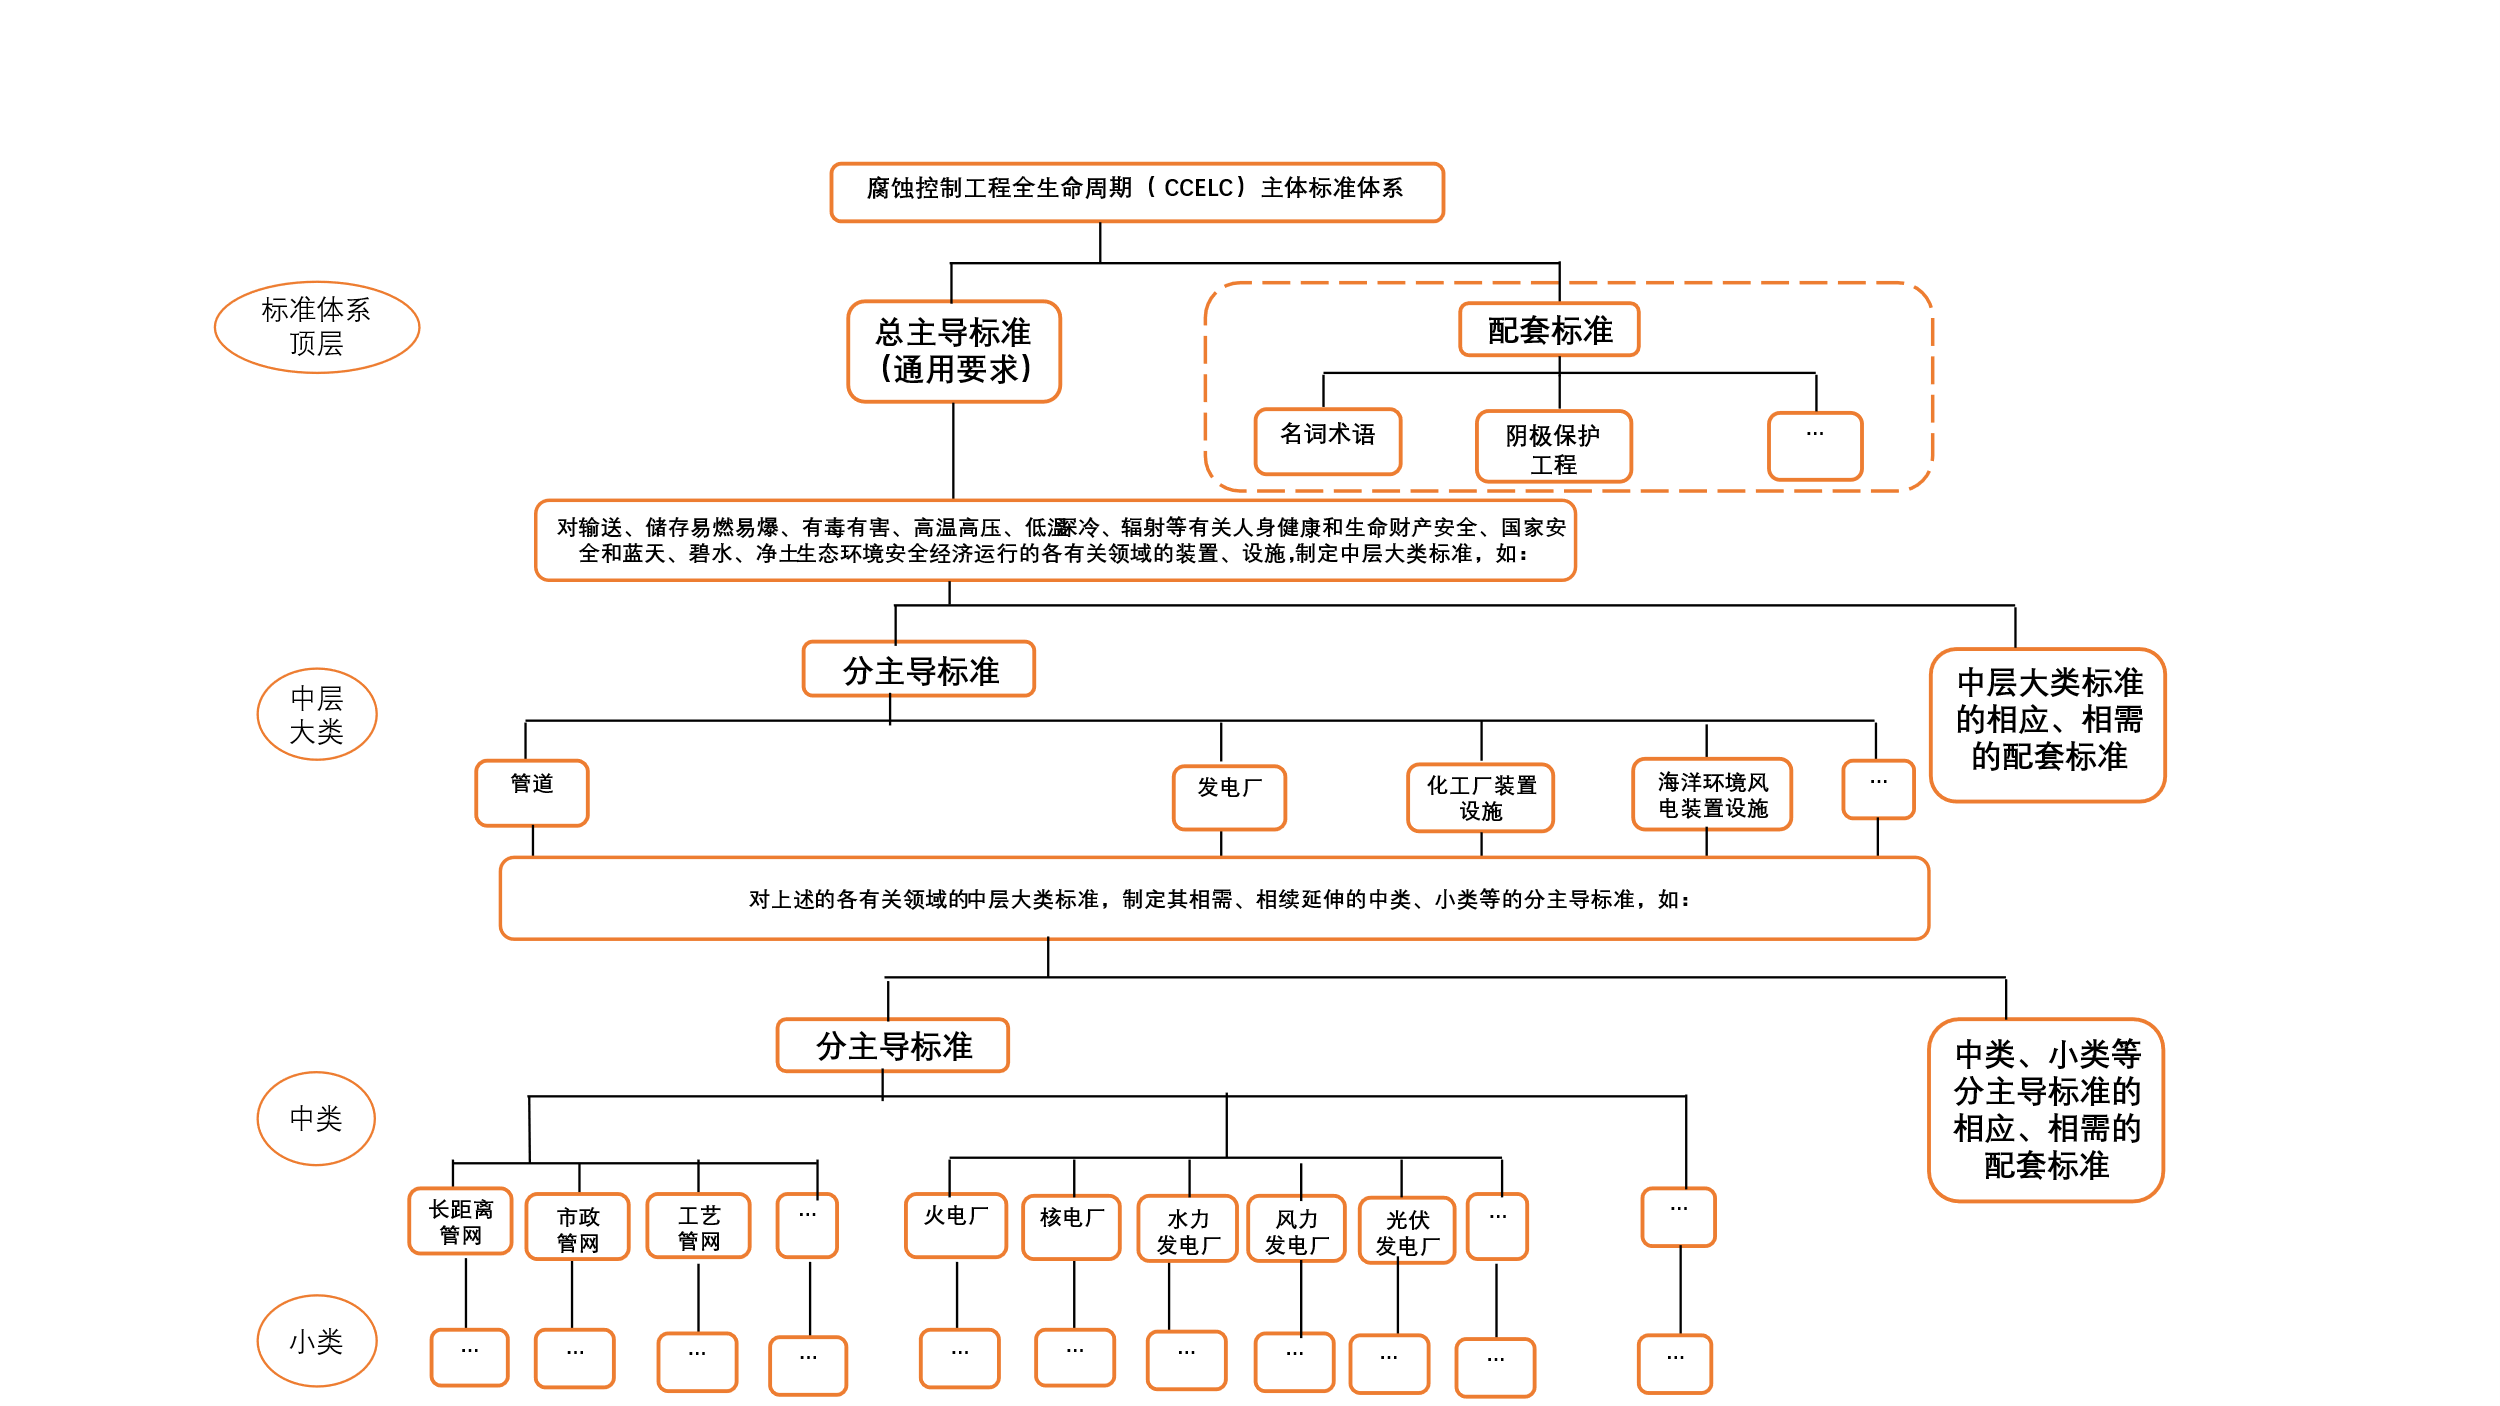 腐蚀控制工程全生命周期（ CCELC）主体标准体系
标准体系
顶层
总主导标准
（通用要求）
配套标准
名词术语
阴极保护
工程
...
对输送、储存易燃易爆、有毒有害、高温高压、低温深冷、辐射等有关人身健康和生命财产安全、国家安
全和蓝天、碧水、净土生态环境安全经济运行的各有关领域的装置、设施,制定中层大类标准，如：
中层
大类
分主导标准
中层大类标准
的相应、相需
的配套标准
管道
发电厂
化工厂装置
设施
海洋环境风
电装置设施
...
对上述的各有关领域的中层大类标准，制定其相需、相续延伸的中类、小类等的分主导标准，如：
分主导标准
中类、小类等
分主导标准的
相应、相需的
配套标准
中类
长距离
管网
市政
管网
工艺
管网
...
火电厂
核电厂
水力
发电厂
风力
发电厂
光伏
发电厂
...
...
小类
...
...
...
...
...
...
...
...
...
...
...